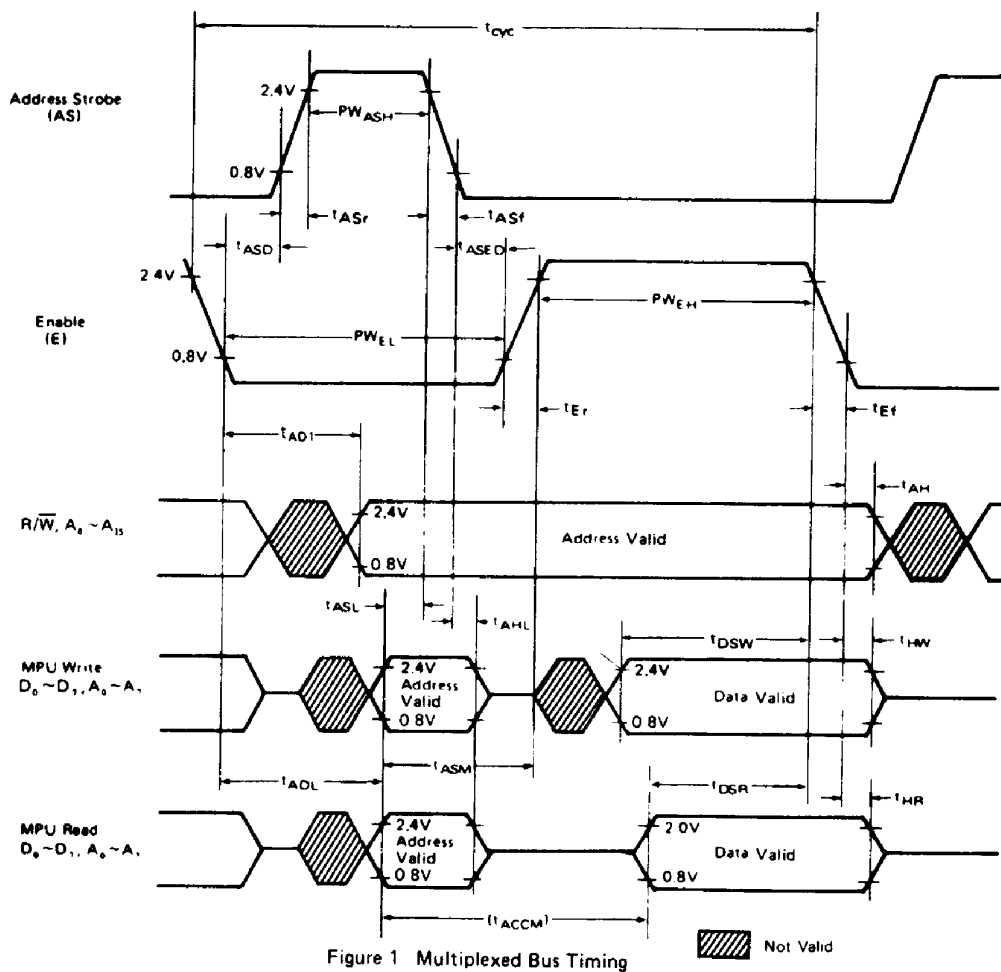 tcyc
Address Strobe
(AS)
2.4V
PWASH
0.8V
tASr
tASf
tASD
tASED
2.4V
Enable
(E)
PWEH
PWEL
0.8V
tEr
tEf
tAD1
tAH
R/W, A8 ~ A15
2.4V
Address Valid
0.8V
tASL
tAHL
tDSW
tHW
MPU Write
D0 ~ D7, A0 ~ A7
2.4V
Address
Valid
0.8V
2.4V
Data Valid
0.8V
tASM
tADL
tDSR
tHR
MPU Read
D0 ~ D7, A0 ~ A7
2.4V
Address
Valid
0.8V
2.0V
Data Valid
0.8V
(tACCM)
Not Valid
Figure 1 Multiplexed Bus Timing